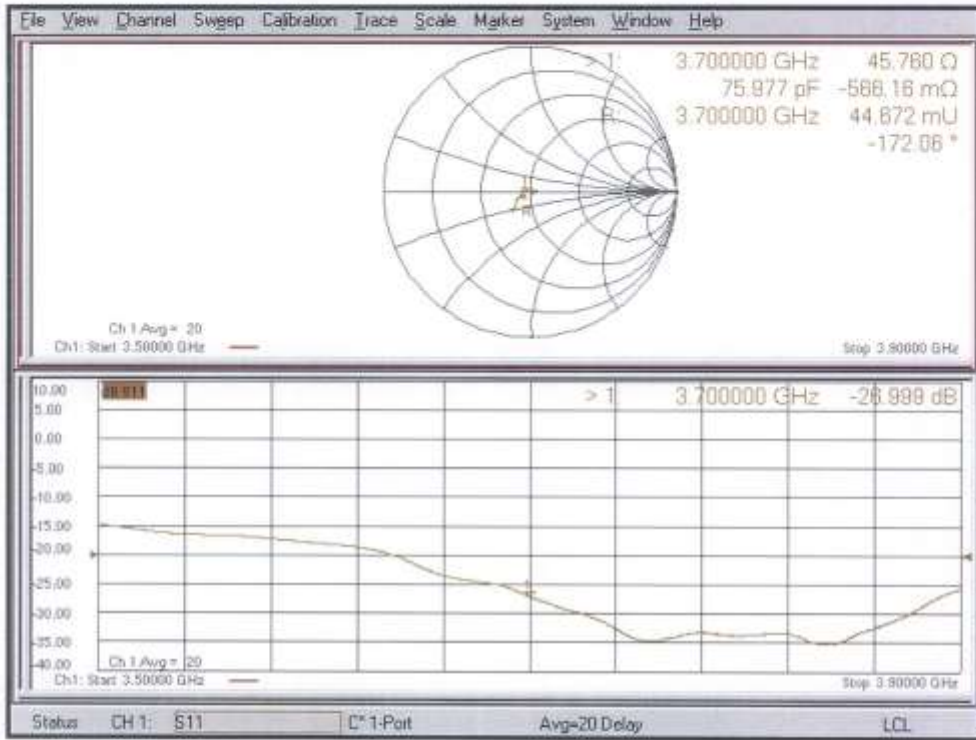 File View Channel Sweep Calibration Trace Scale Marker System Window Help
> 1: 3.700000 GHz 45.760 Ω
75.977 pF -566.16 mΩ
R: 3.700000 GHz 44.672 mU
-172.06 °
Ch 1 Avg = 20
Ch1: Start 3.50000 GHz
Stop 3.90000 GHz
10.00
> 1 3.700000 GHz -26.999 dB
5.00
0.00
-5.00
-10.00
-15.00
-20.00
-25.00
-30.00
-35.00
-40.00
Ch 1 Avg = 20
Ch1: Start 3.50000 GHz
Stop 3.90000 GHz
Status CH 1: S11 C* 1-Port Avg=20 Delay LCL